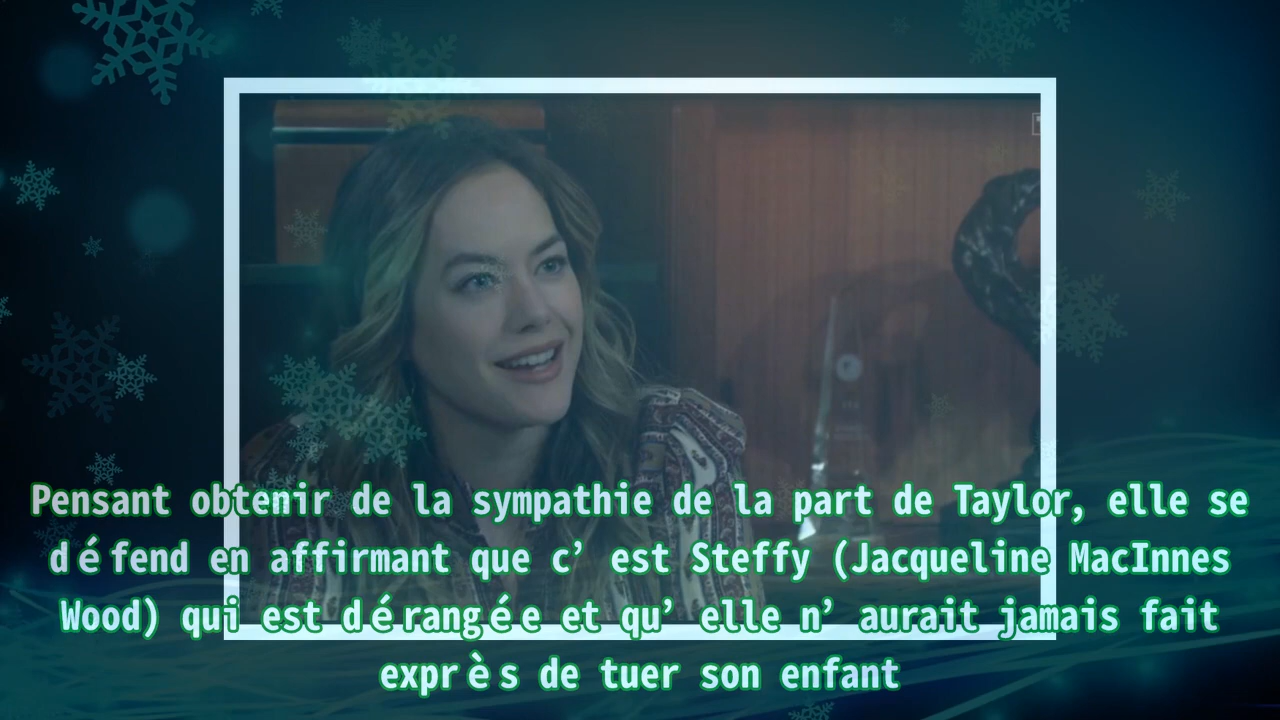 Pensant obtenir de la sympathie de la part de Taylor, elle se
défend en affirmant que c’ est Steffy (Jacqueline MacInnes
Wood) qui est dérangée et qu’ elle n’ aurait jamais fait
exprès de tuer son enfant